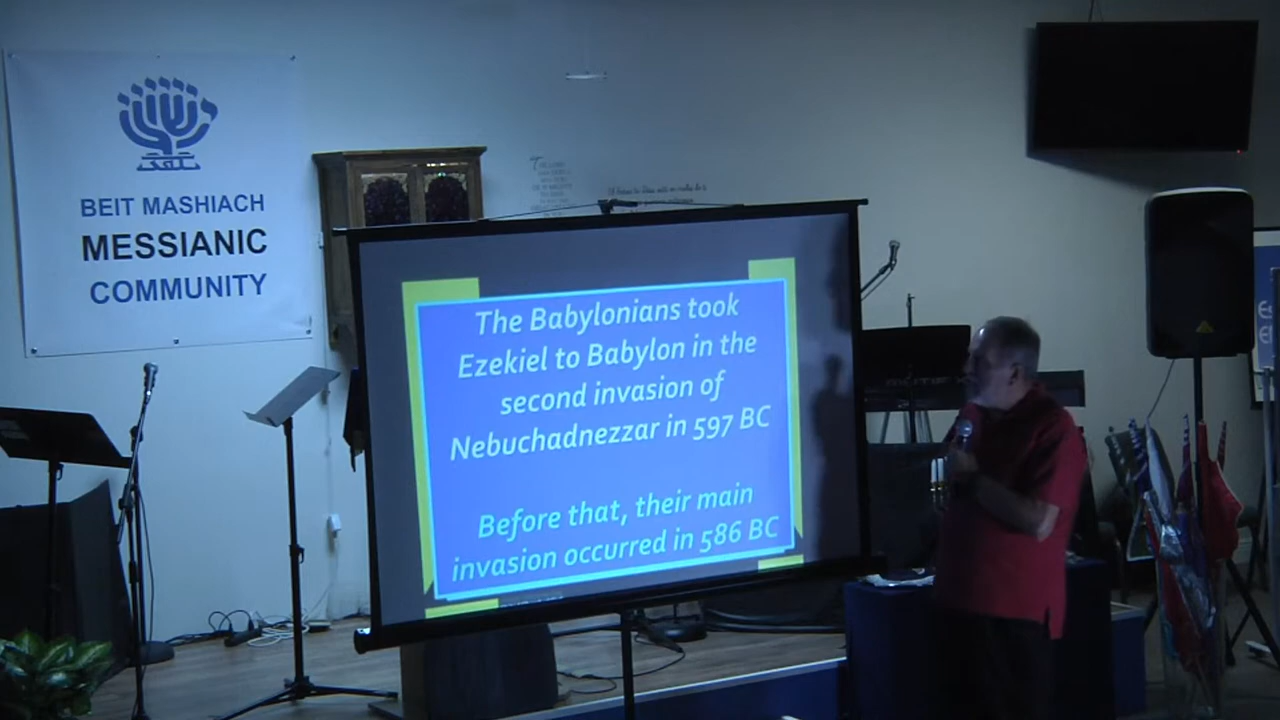 BEIT MASHIACH
MESSIANIC
COMMUNITY
The Babylonians took
Ezekiel to Babylon in the
second invasion of
Nebuchadnezzar in 597 BC
Before that, their main
invasion occurred in 586 BC